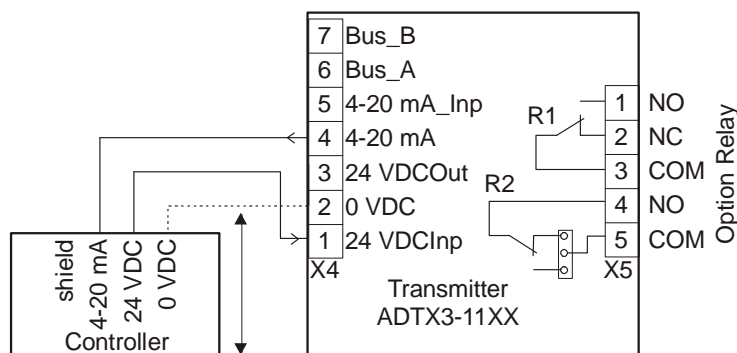 7 Bus_B
6 Bus_A
5 4-20 mA_Inp
4 4-20 mA
3 24 VDCOut
2 0 VDC
1 24 VDCInp
X4
R1
R2
1 NO
2 NC
3 COM
4 NO
5 COM
X5
Option Relay
Transmitter
ADTX3-11XX
shield
4-20 mA
24 VDC
0 VDC
Controller